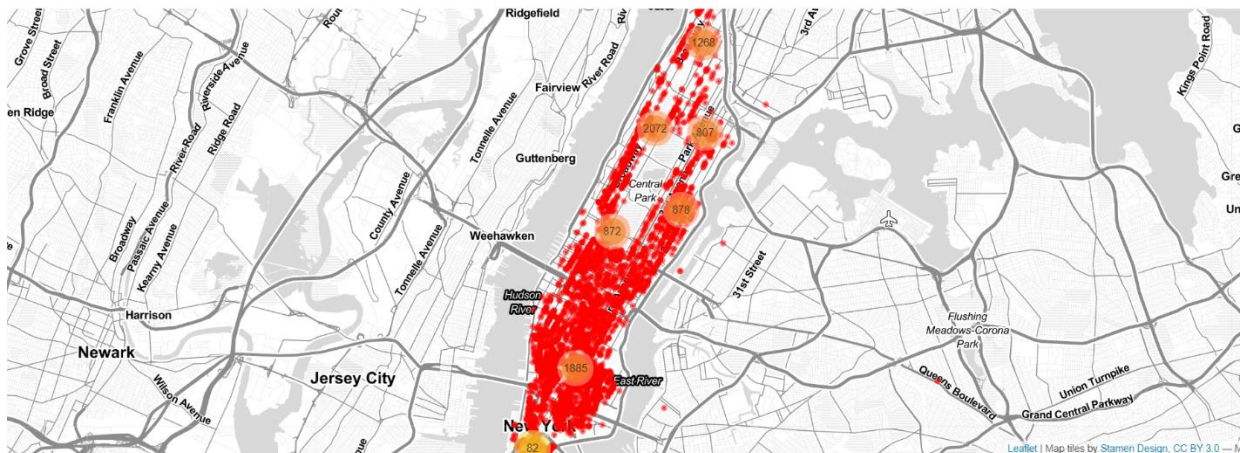 Grove Street
Broad Street
Franklin Avenue
Riverside Avenue
River Road
Ridge Road
Ridgefield
River Road
Fairview
Tonnelle Avenue
Guttenberg
1268
3rd
Kings Point Road
en Ridge
2072
807
Park
Central
Park
878
872
Broadway
Passaic Avenue
Kearny Avenue
County Avenue
Tonnelle Avenue
Weehawken
31st Street
Hudson
River
Harrison
Newark
Jersey City
Wilson Avenue
1885
East River
Flushing
Meadows-Corona
Park
Queens Boulevard
Union Turnpike
Grand Central Parkway
New York
82
Leaflet | Map tiles by Stamen Design, CC BY 3.0 — M